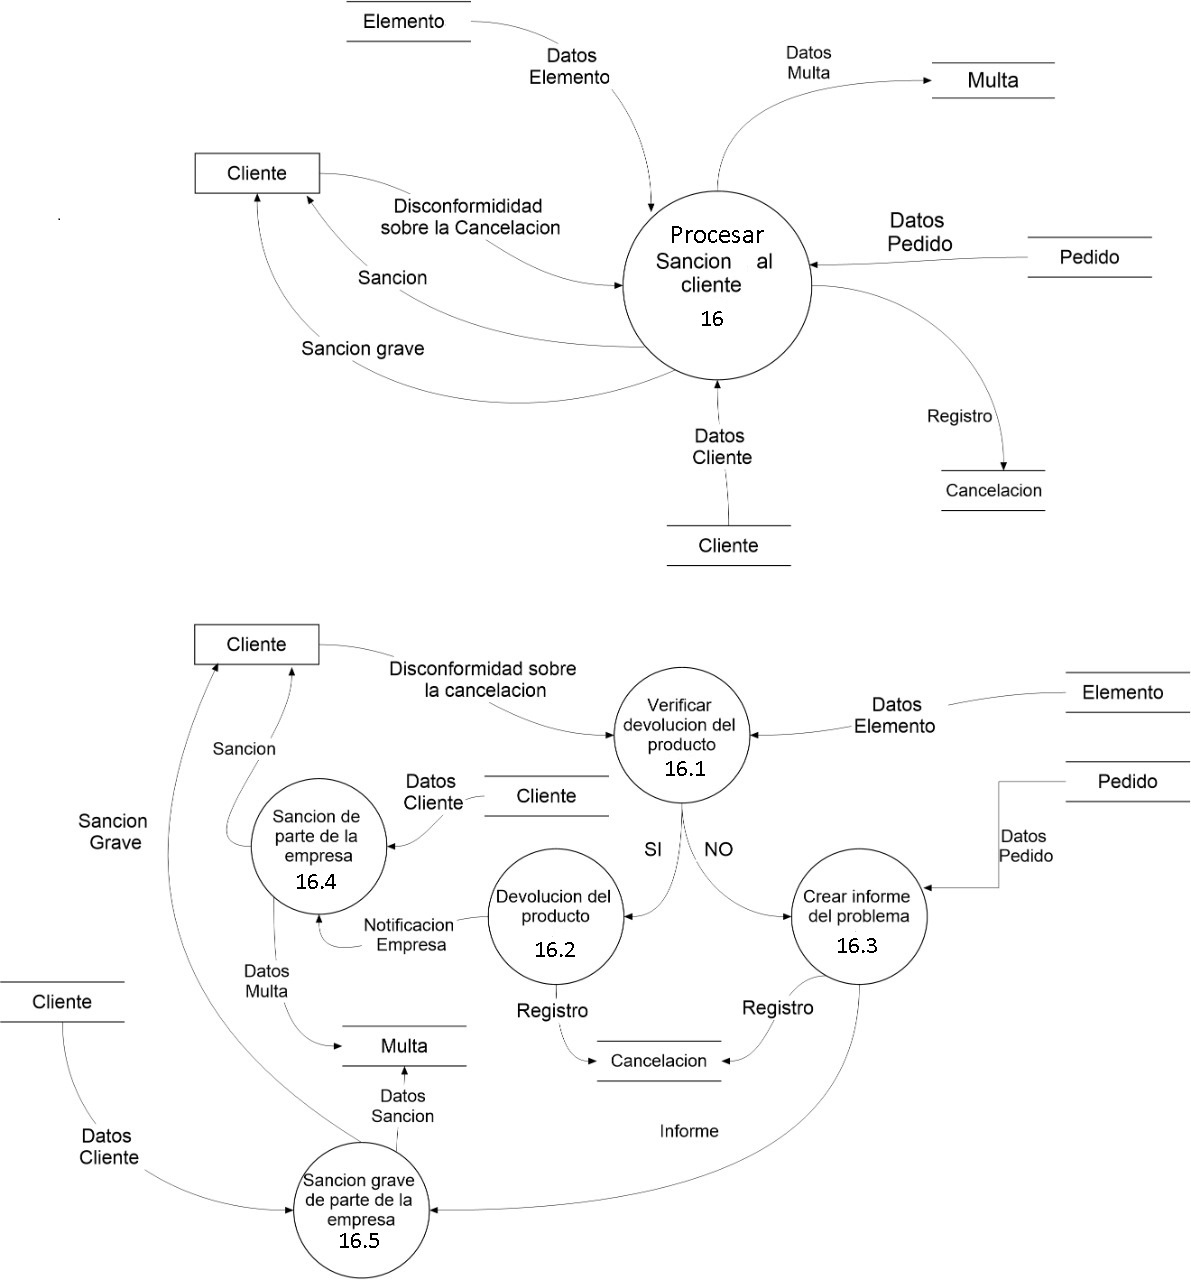 Elemento
Datos
Elemento
Datos
Multa
Multa
Cliente
Disconformididad
sobre la Cancelacion
Sancion
Sancion grave
Procesar
Sancion al
cliente
16
Datos
Pedido
Pedido
Registro
Cancelacion
Datos
Cliente
Cliente
Cliente
Disconformidad sobre
la cancelacion
Verificar
devolucion del
producto
16.1
Datos
Elemento
Elemento
Sancion
Datos
Cliente
Cliente
Pedido
Datos
Pedido
Sancion
Grave
Sancion de
parte de la
empresa
16.4
SI
NO
Devolucion del
producto
16.2
Crear informe
del problema
16.3
Notificacion
Empresa
Datos
Multa
Cliente
Registro
Registro
Multa
Cancelacion
Datos
Sancion
Informe
Datos
Cliente
Sancion grave
de parte de la
empresa
16.5